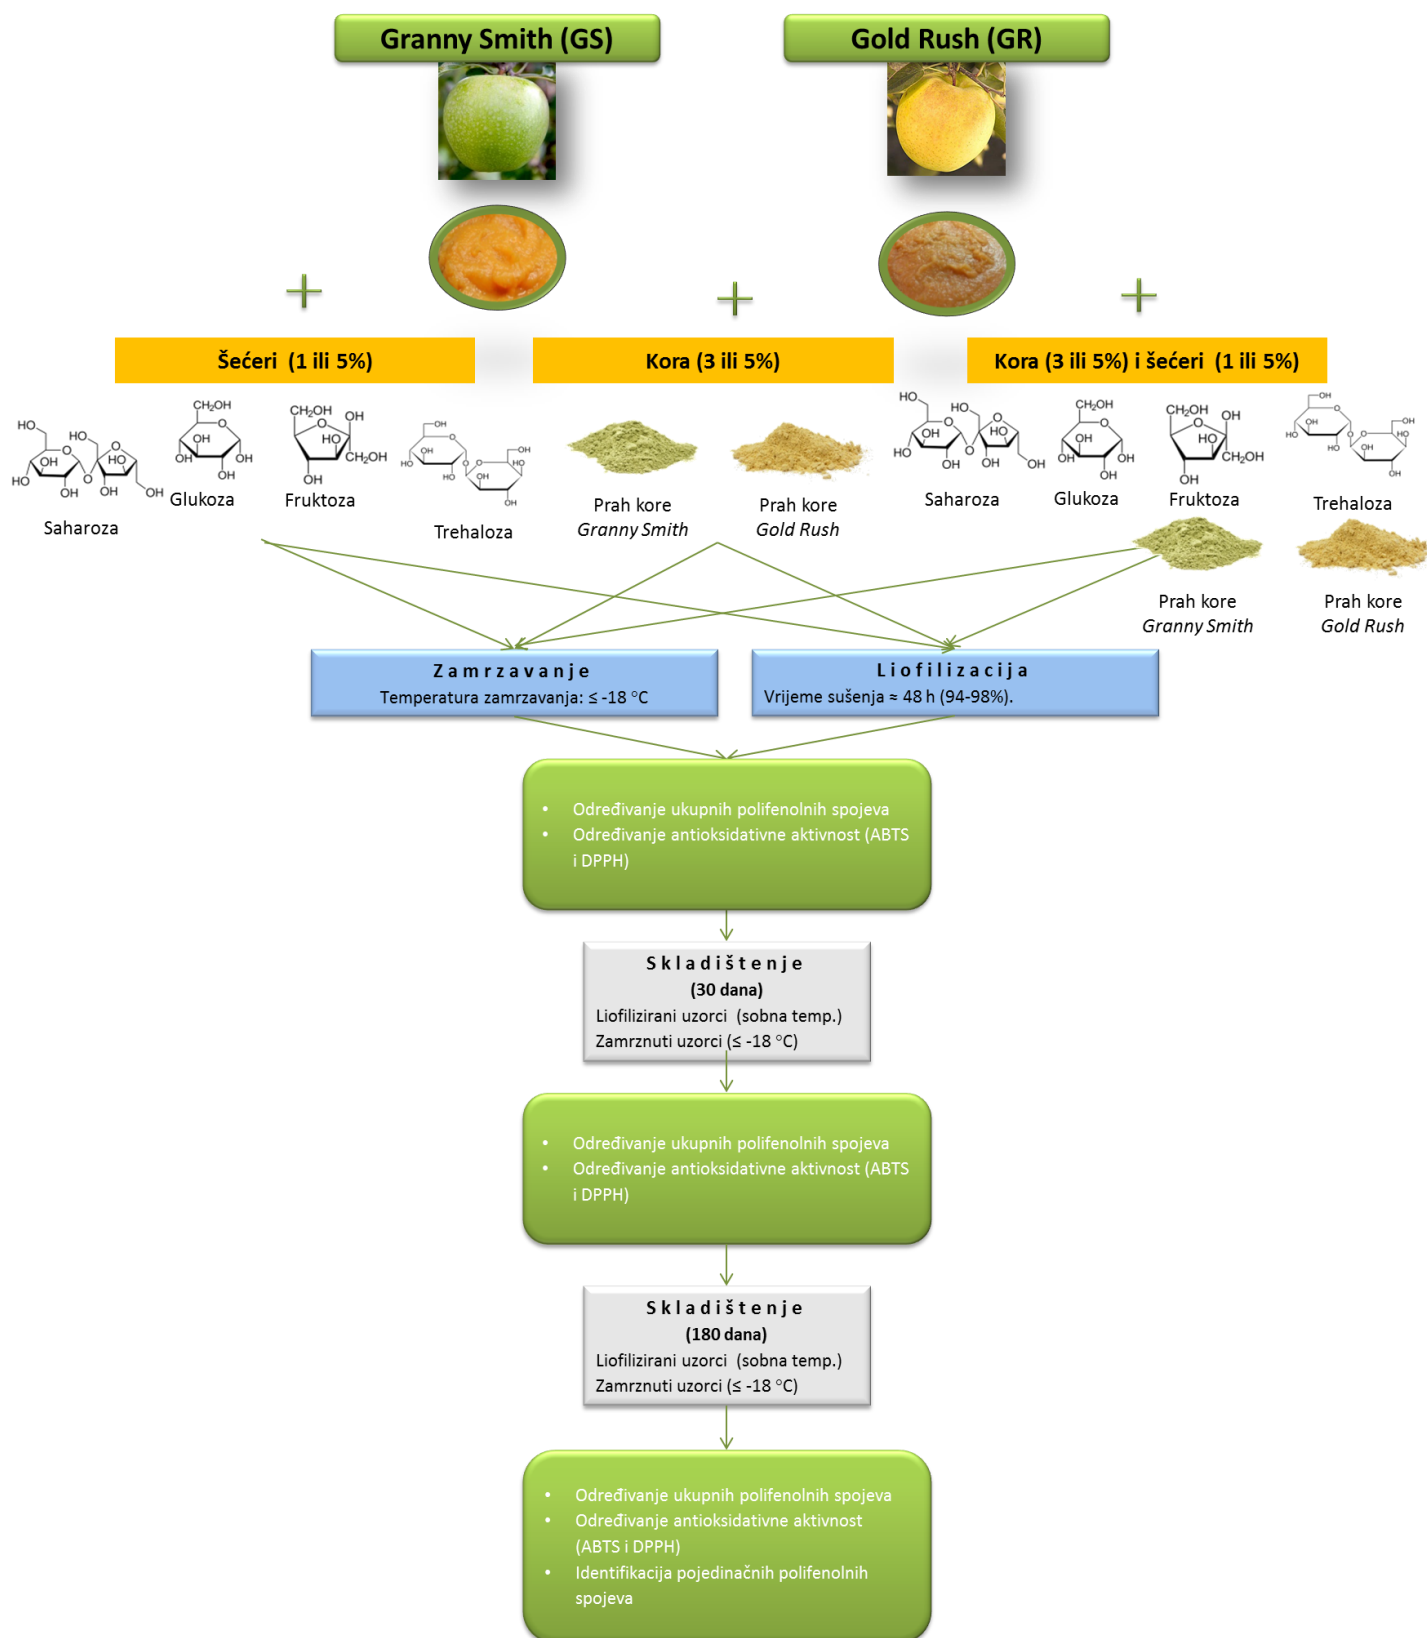 Granny Smith (GS)
Gold Rush (GR)
Šećeri (1 ili 5%)
Kora (3 ili 5%)
Kora (3 ili 5%) i šećeri (1 ili 5%)
Saharoza
Glukoza
Fruktoza
Trehaloza
Prah kore
Granny Smith
Prah kore
Gold Rush
Saharoza
Glukoza
Fruktoza
Trehaloza
Prah kore
Granny Smith
Prah kore
Gold Rush
Zamrzavanje
Temperatura zamrzavanja: ≤ -18 °C
Liofilizacija
Vrijeme sušenja ≈ 48 h (94-98%).
• Određivanje ukupnih polifenolnih spojeva
• Određivanje antioksidativne aktivnost (ABTS
i DPPH)
Skladištenje
(30 dana)
Liofilizirani uzorci (sobna temp.)
Zamrznuti uzorci (≤ -18 °C)
• Određivanje ukupnih polifenolnih spojeva
• Određivanje antioksidativne aktivnost (ABTS
i DPPH)
Skladištenje
(180 dana)
Liofilizirani uzorci (sobna temp.)
Zamrznuti uzorci (≤ -18 °C)
• Određivanje ukupnih polifenolnih spojeva
• Određivanje antioksidativne aktivnost
(ABTS i DPPH)
• Identifikacija pojedinačnih polifenolnih
spojeva